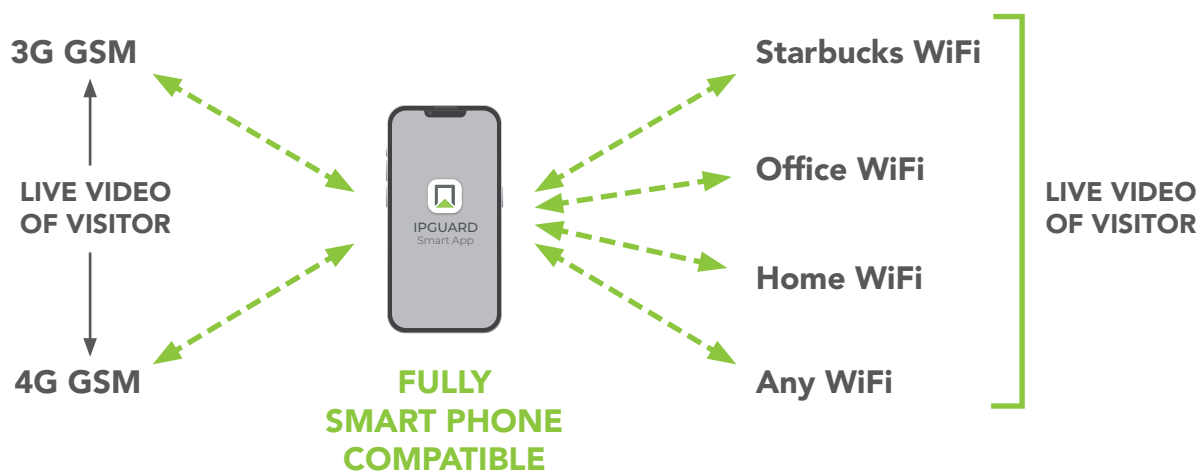 3G GSM
LIVE VIDEO
OF VISITOR
4G GSM
IPGUARD
Smart App
FULLY
SMART PHONE
COMPATIBLE
Starbucks WiFi
Office WiFi
Home WiFi
Any WiFi
LIVE VIDEO
OF VISITOR